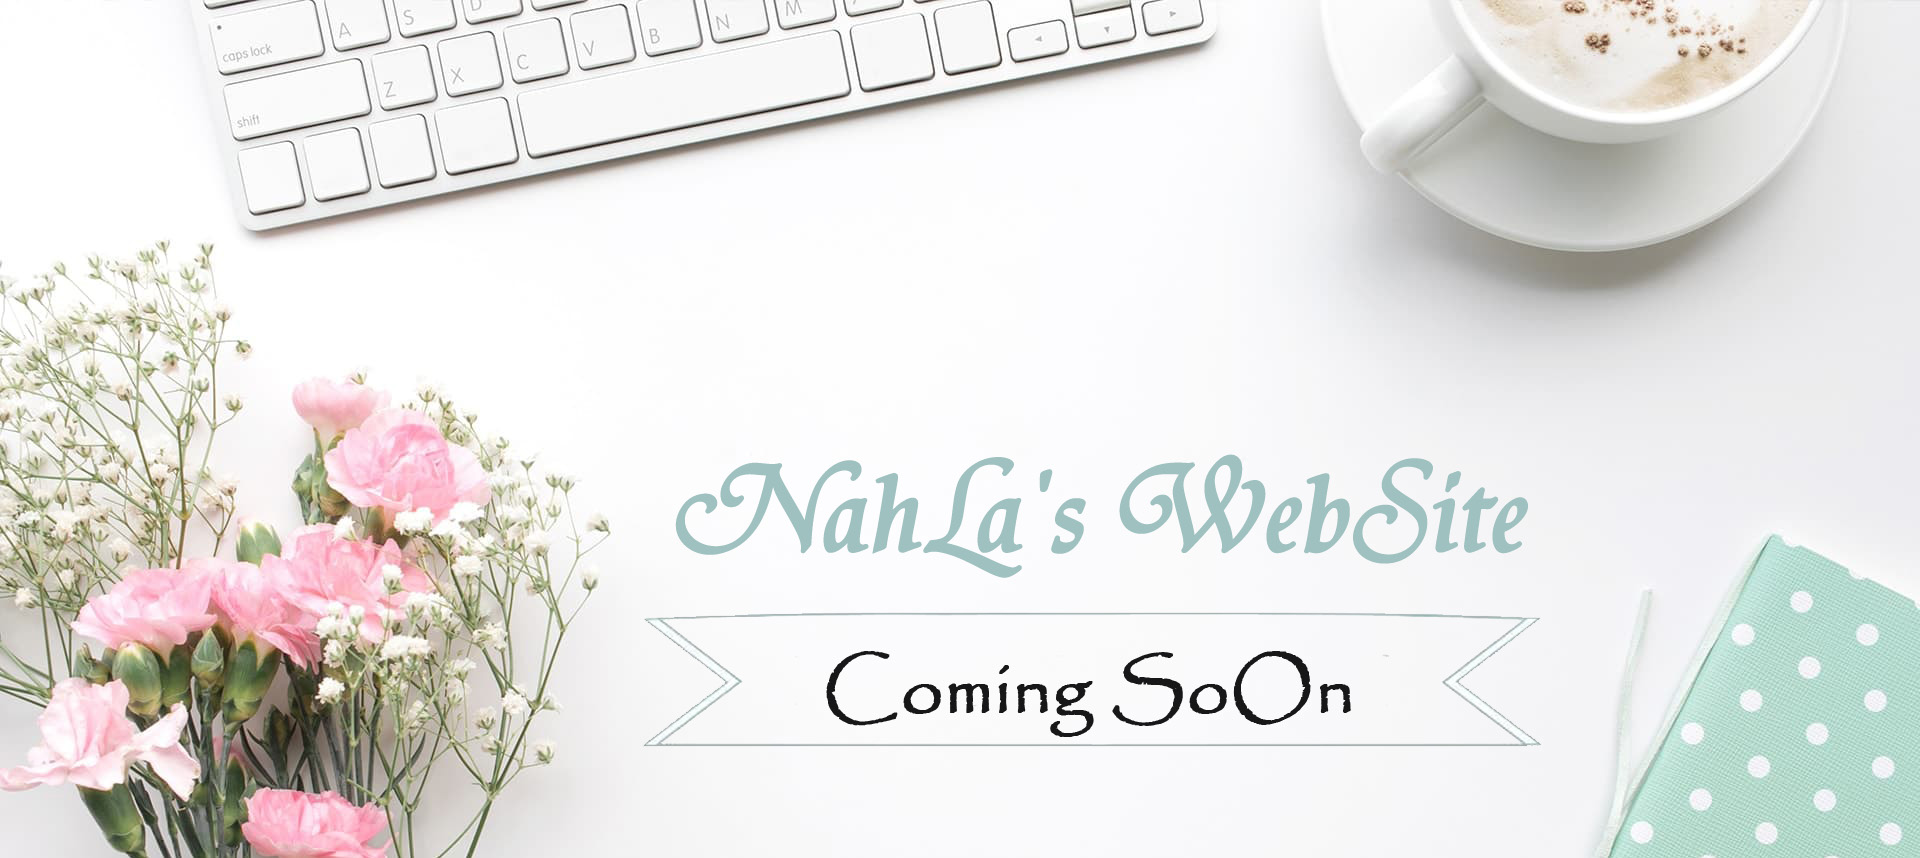 A S D
caps lock
Z X C V B N M
shift
NahLa's WebSite
Coming SoOn